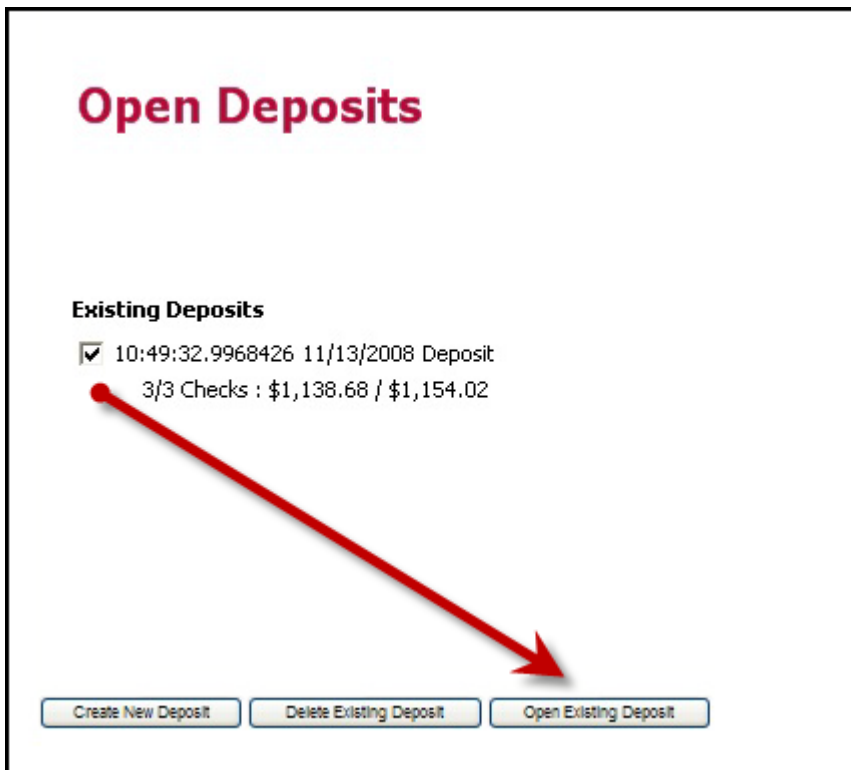 Open Deposits
Existing Deposits
10:49:32.9968426 11/13/2008 Deposit
3/3 Checks : $1,138.68 / $1,154.02
Create New Deposit Delete Existing Deposit Open Existing Deposit